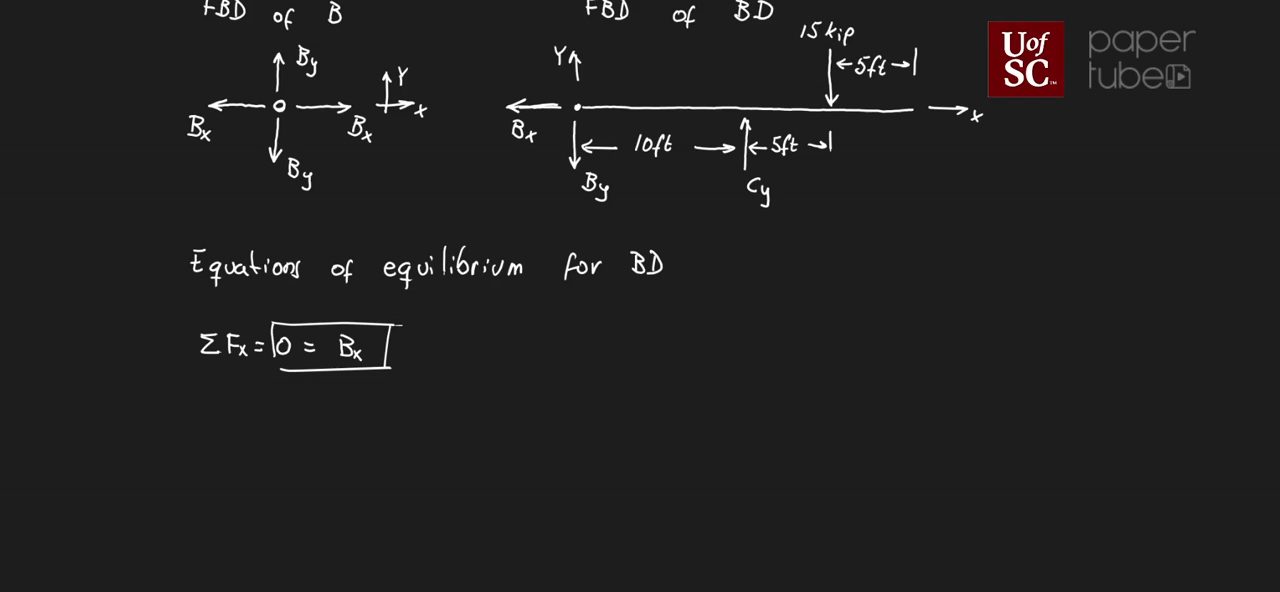 FBD of B
FBD of BD
15 kip
By
Y
Y
5ft
Bx
Bx
x
Bx
x
10ft
5ft
By
By
Cy
Equations of equilibrium for BD
ΣFx = 0 = Bx
UofSC™
paper
tube